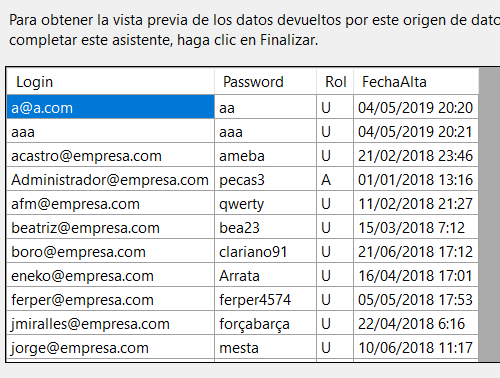 Para obtener la vista previa de los datos devueltos por este origen de dato
completar este asistente, haga clic en Finalizar.
Login Password Rol FechaAlta
a@a.com aa U 04/05/2019 20:20
aaa aaa U 04/05/2019 20:21
acastro@empresa.com ameba U 21/02/2018 23:46
Administrador@empresa.com pecas3 A 01/01/2018 13:16
afm@empresa.com qwerty U 11/02/2018 21:27
beatriz@empresa.com bea23 U 15/03/2018 7:12
boro@empresa.com clariano91 U 21/06/2018 17:12
eneko@empresa.com Arrata U 16/04/2018 17:01
ferper@empresa.com ferper4574 U 05/05/2018 17:53
jmiralles@empresa.com forçabarça U 22/04/2018 6:16
jorge@empresa.com mesta U 10/06/2018 11:17